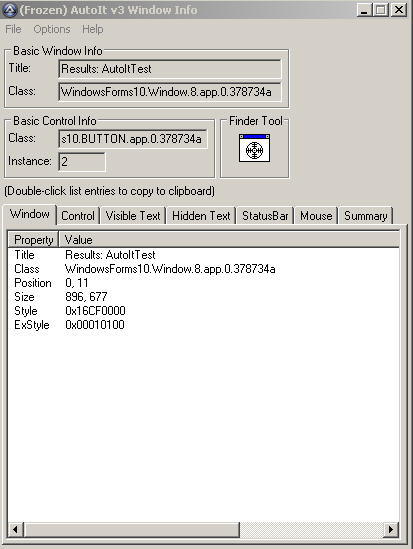 (Frozen) AutoIt v3 Window Info
File Options Help
Basic Window Info
Title: Results: AutoItTest
Class: WindowsForms10.Window.8.app.0.378734a
Basic Control Info
Class: s10.BUTTON.app.0.378734a
Instance: 2
Finder Tool
(Double-click list entries to copy to clipboard)
Window Control Visible Text Hidden Text StatusBar Mouse Summary
Property Value
Title Results: AutoItTest
Class WindowsForms10.Window.8.app.0.378734a
Position 0, 11
Size 896, 677
Style 0x16CF0000
ExStyle 0x00010100